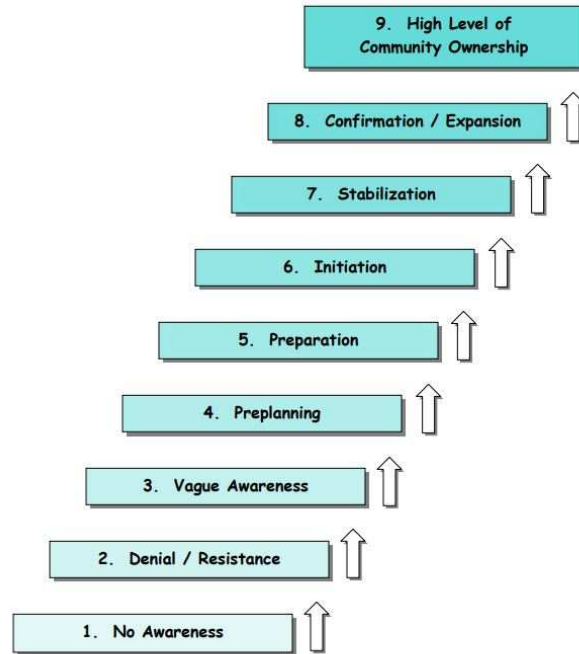 9. High Level of
Community Ownership
8. Confirmation / Expansion
7. Stabilization
6. Initiation
5. Preparation
4. Preplanning
3. Vague Awareness
2. Denial / Resistance
1. No Awareness